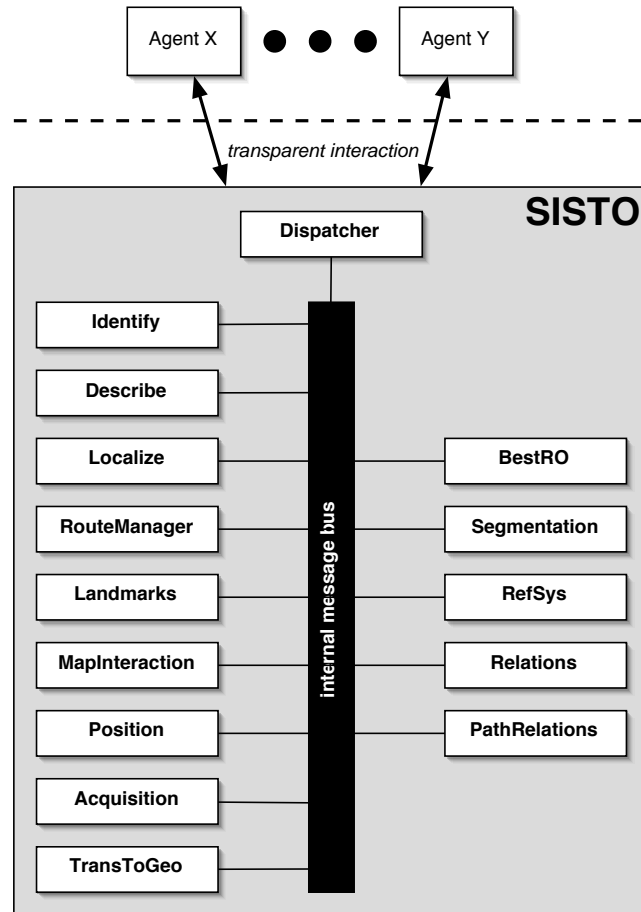 Agent X
Agent Y
transparent interaction
SISTO
Dispatcher
Identify
Describe
Localize
RouteManager
Landmarks
MapInteraction
Position
Acquisition
TransToGeo
internal message bus
BestRO
Segmentation
RefSys
Relations
PathRelations